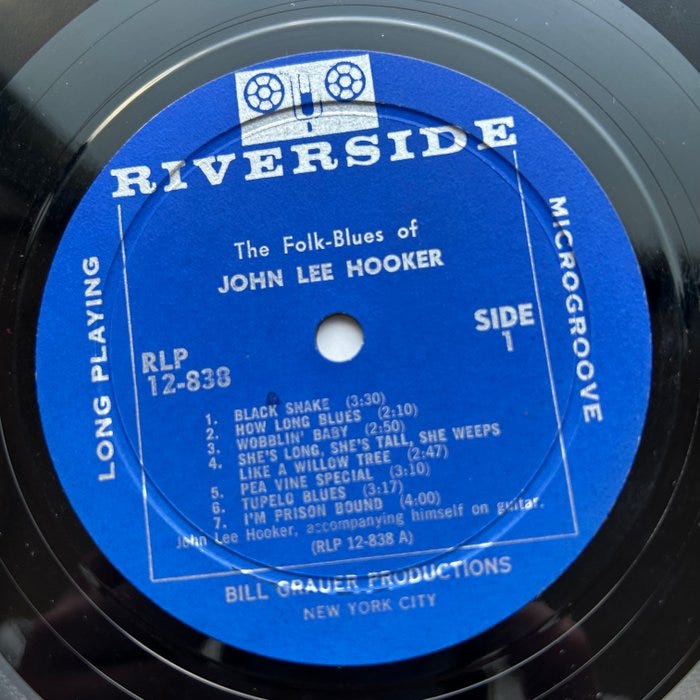 RIVERSIDE
The Folk-Blues of
JOHN LEE HOOKER
LONG PLAYING
MICROGROOVE
SIDE
1
RLP
12-838
1. BLACK SNAKE (3:30)
2. HOW LONG BLUES (2:10)
3. WOBBLIN' BABY (2:50)
4. SHE'S LONG, SHE'S TALL, SHE WEEPS
LIKE A WILLOW TREE (2:47)
5. PEA VINE SPECIAL (3:10)
6. TUPELO BLUES (3:17)
7. I'M PRISON BOUND (4:00)
John Lee Hooker, accompanying himself on guitar.
(RLP 12-838 A)
BILL GRAUER PRODUCTIONS
NEW YORK CITY